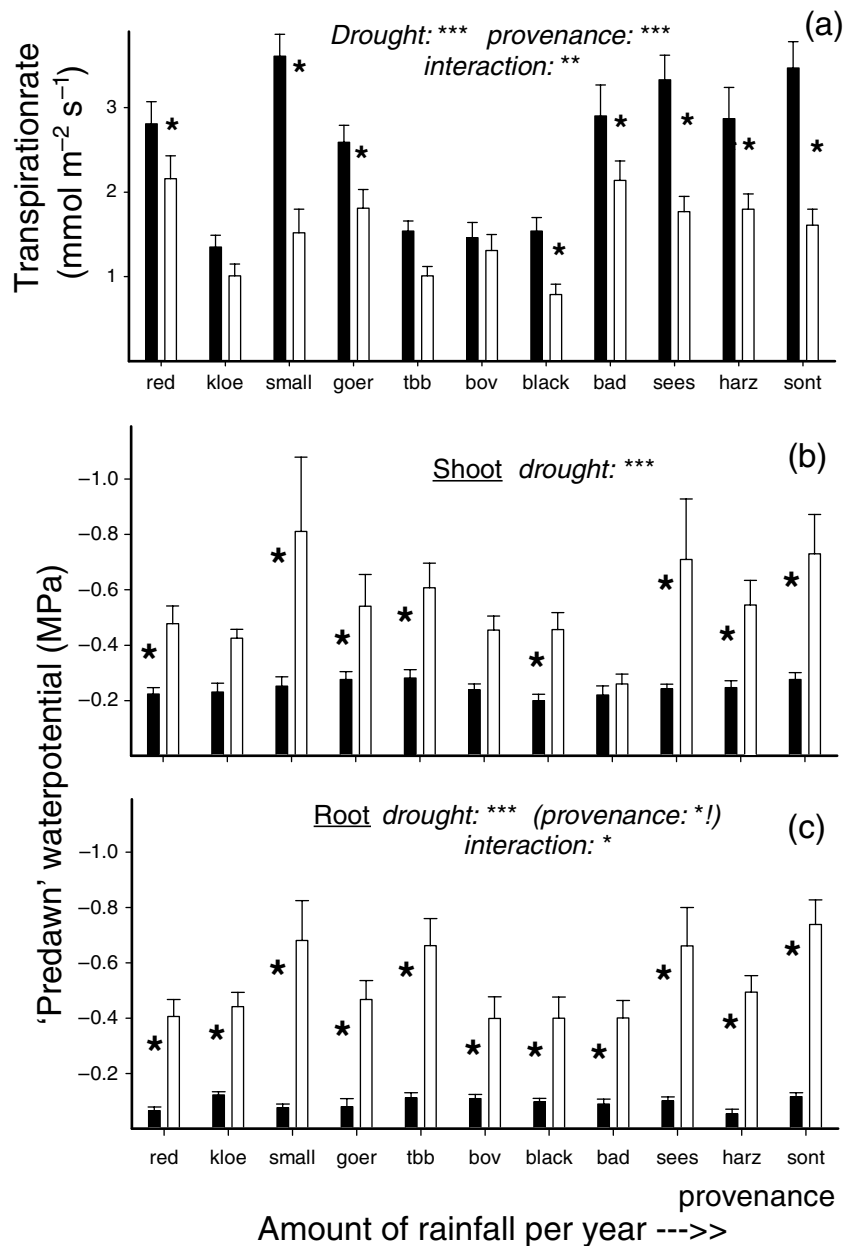 (a)
Drought: *** provenance: ***
interaction: **
Transpirationrate
(mmol m⁻² s⁻¹)
3
2
1
* * * * * * * *
red kloe small goer tbb bov black bad sees harz sont
(b)
Shoot drought: ***
'Predawn' waterpotential (MPa)
–1.0
–0.8
–0.6
–0.4
–0.2
* * * * * * * *
(c)
Root drought: *** (provenance: *!)
interaction: *
–1.0
–0.8
–0.6
–0.4
–0.2
* * * * * * * * * * *
red kloe small goer tbb bov black bad sees harz sont
provenance
Amount of rainfall per year --->>